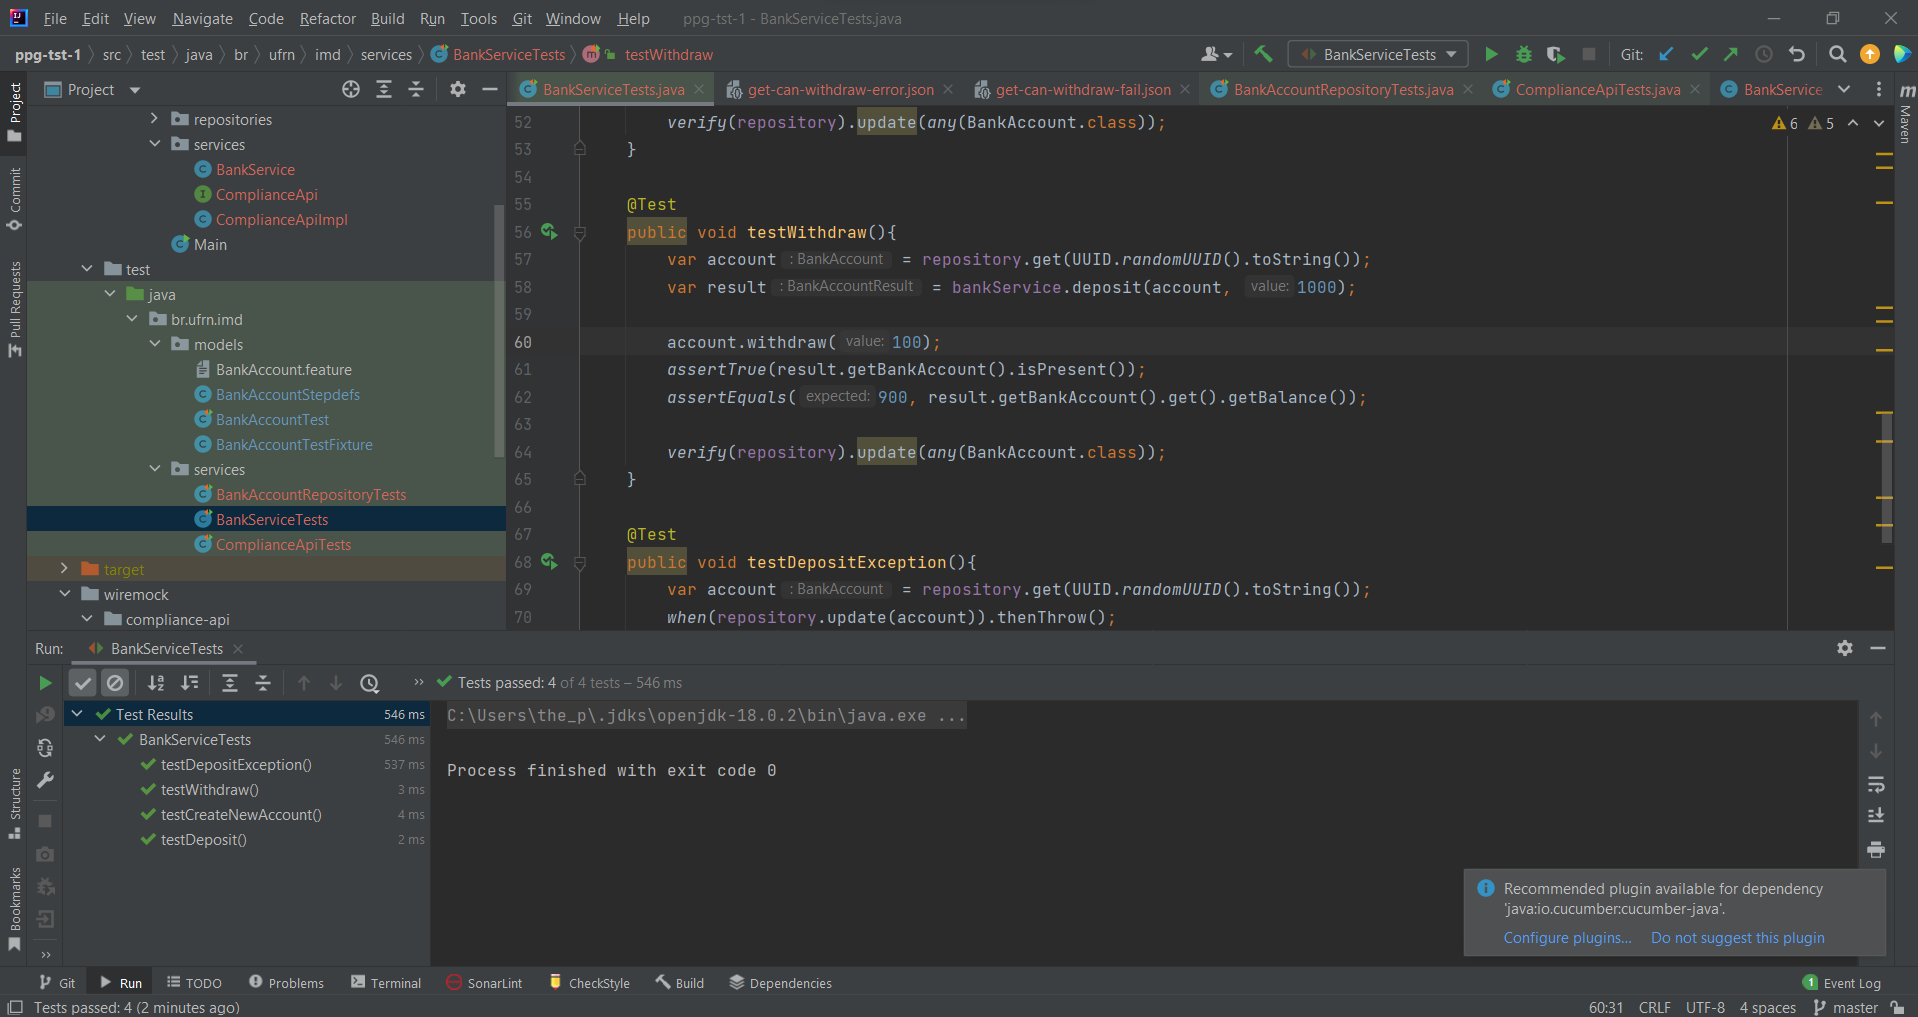 File Edit View Navigate Code Refactor Build Run Tools Git Window Help ppg-tst-1 - BankServiceTests.java
ppg-tst-1 src test java br ufrn imd services BankServiceTests testWithdraw
BankServiceTests Git:
Project
BankServiceTests.java get-can-withdraw-error.json get-can-withdraw-fail.json BankAccountRepositoryTests.java ComplianceApiTests.java BankService
Project
Commit
Pull Requests
Structure
Bookmarks
Maven
repositories
services
BankService
ComplianceApi
ComplianceApiImpl
Main
test
java
br.ufrn.imd
models
BankAccount.feature
BankAccountStepdefs
BankAccountTest
BankAccountTestFixture
services
BankAccountRepositoryTests
BankServiceTests
ComplianceApiTests
target
wiremock
compliance-api
6 5
52 verify(repository).update(any(BankAccount.class));
53 }
54
55 @Test
56 public void testWithdraw(){
57 var account : BankAccount = repository.get(UUID.randomUUID().toString());
58 var result : BankAccountResult = bankService.deposit(account, value: 1000);
59
60 account.withdraw( value: 100);
61 assertTrue(result.getBankAccount().isPresent());
62 assertEquals( expected: 900, result.getBankAccount().get().getBalance());
63
64 verify(repository).update(any(BankAccount.class));
65 }
66
67 @Test
68 public void testDepositException(){
69 var account : BankAccount = repository.get(UUID.randomUUID().toString());
70 when(repository.update(account)).thenThrow();
Run: BankServiceTests
Tests passed: 4 of 4 tests – 546 ms
Test Results 546 ms
BankServiceTests 546 ms
testDepositException() 537 ms
testWithdraw() 3 ms
testCreateNewAccount() 4 ms
testDeposit() 2 ms
C:\Users\the_p\.jdks\openjdk-18.0.2\bin\java.exe ...
Process finished with exit code 0
Recommended plugin available for dependency
'java:io.cucumber:cucumber-java'.
Configure plugins... Do not suggest this plugin
Git Run TODO Problems Terminal SonarLint CheckStyle Build Dependencies 1 Event Log
Tests passed: 4 (2 minutes ago) 60:31 CRLF UTF-8 4 spaces master